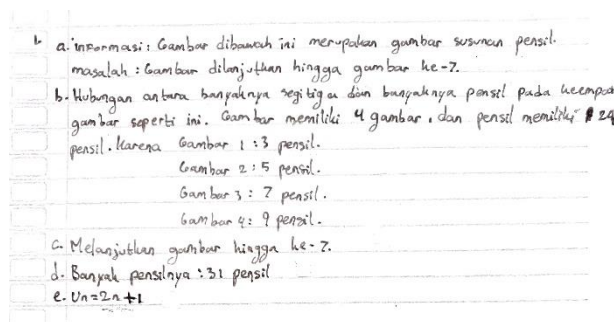 1. a. informasi : Gambar dibawah ini merupakan gambar susunan pensil.
masalah : Gambar dilanjutkan hingga gambar ke-7.
b. Hubungan antara banyaknya segitiga dan banyaknya pensil pada keempat
gambar seperti ini. Gambar memiliki 4 gambar, dan pensil memiliki 24
pensil. Karena Gambar 1 : 3 pensil.
Gambar 2 : 5 pensil.
Gambar 3 : 7 pensil.
Gambar 4 : 9 pensil.
c. Melanjutkan gambar hingga ke-7.
d. Banyak pensilnya : 31 pensil
e. Un = 2n + 1